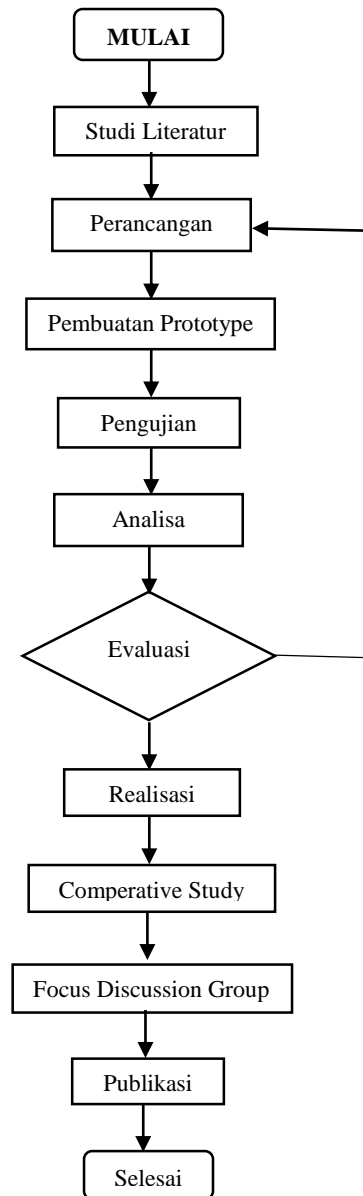 MULAI
Studi Literatur
Perancangan
Pembuatan Prototype
Pengujian
Analisa
Evaluasi
Realisasi
Comperative Study
Focus Discussion Group
Publikasi
Selesai